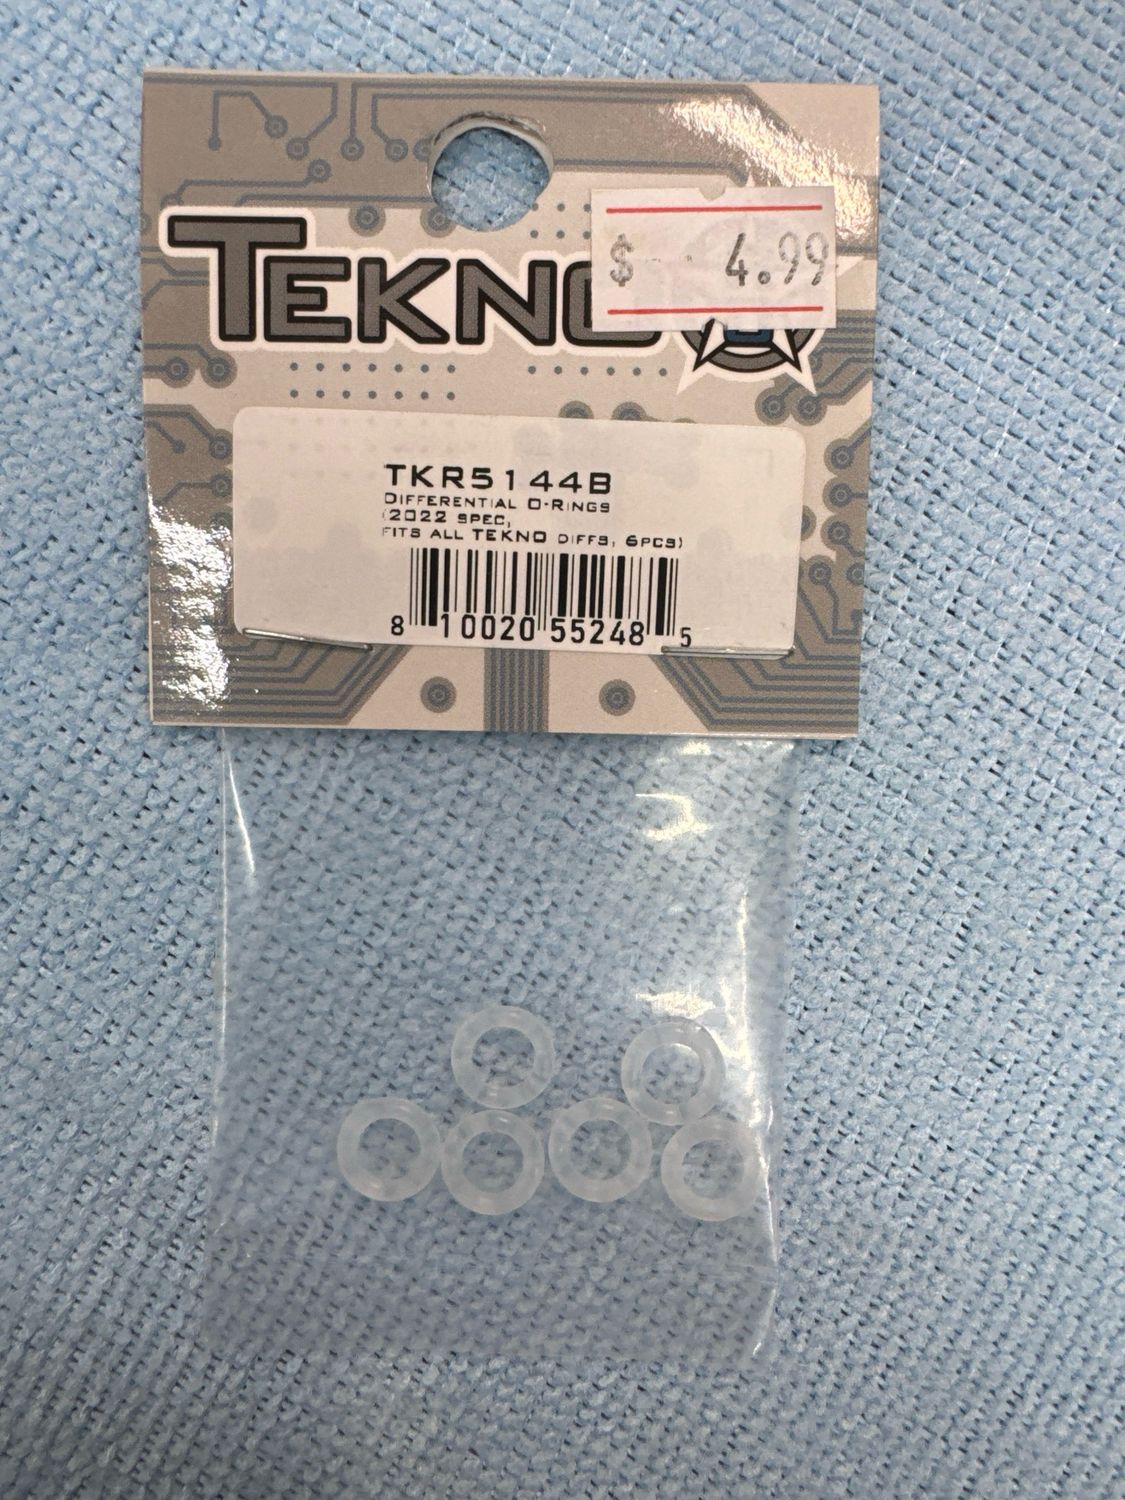 TEKNO
$ 4.99
TKR5144B
DIFFERENTIAL O-RINGS
(2022 SPEC,
FITS ALL TEKNO DIFFS, 6PCS)
8 10020 55248 5